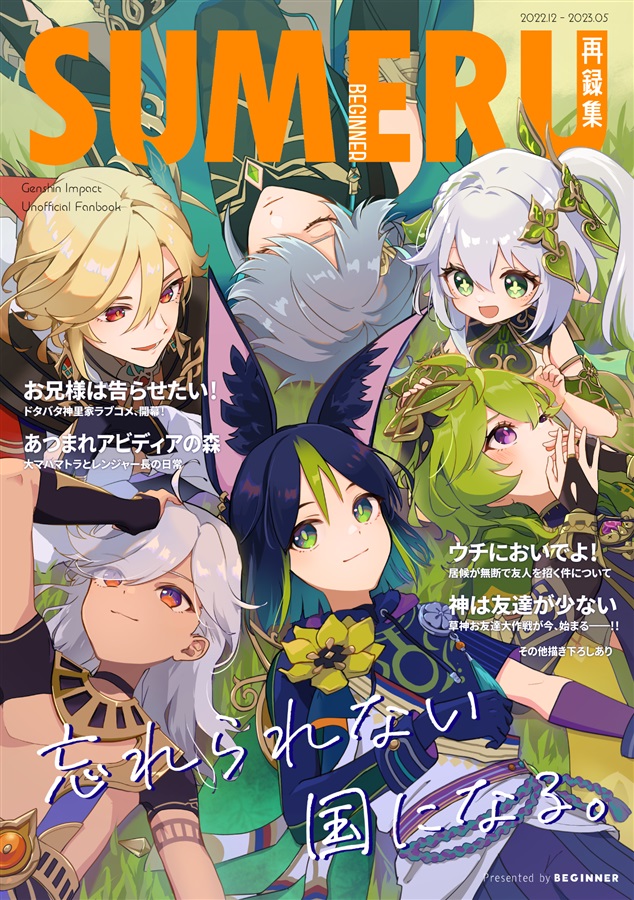 2022.12 - 2023.05
SUMERU
BEGINNER
再録集
Genshin Impact
Unofficial Fanbook
お兄様は告らせたい！
ドタバタ神里家ラブコメ、開幕！
あつまれアビディアの森
大マハマトラとレンジャー長の日常
ウチにおいでよ！
居候が無断で友人を招く件について
神は友達が少ない
草神お友達大作戦が今、始まる──！！
その他描き下ろしあり
忘れられない
国になる。
Presented by BEGINNER